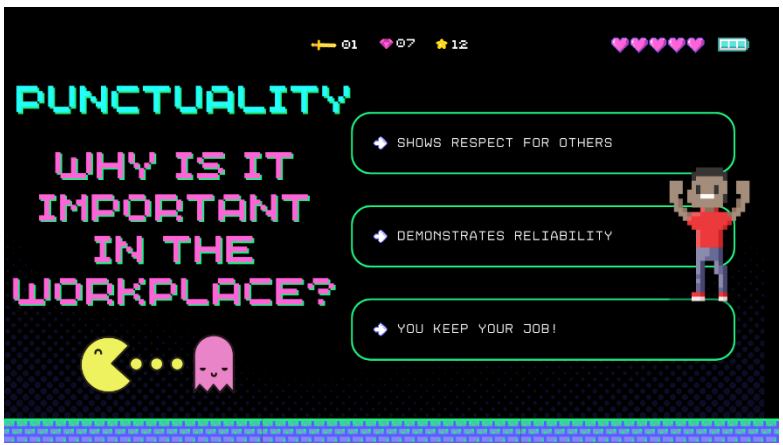 01 07 12
PUNCTUALITY
WHY IS IT
IMPORTANT
IN THE
WORKPLACE?
SHOWS RESPECT FOR OTHERS
DEMONSTRATES RELIABILITY
YOU KEEP YOUR JOB!